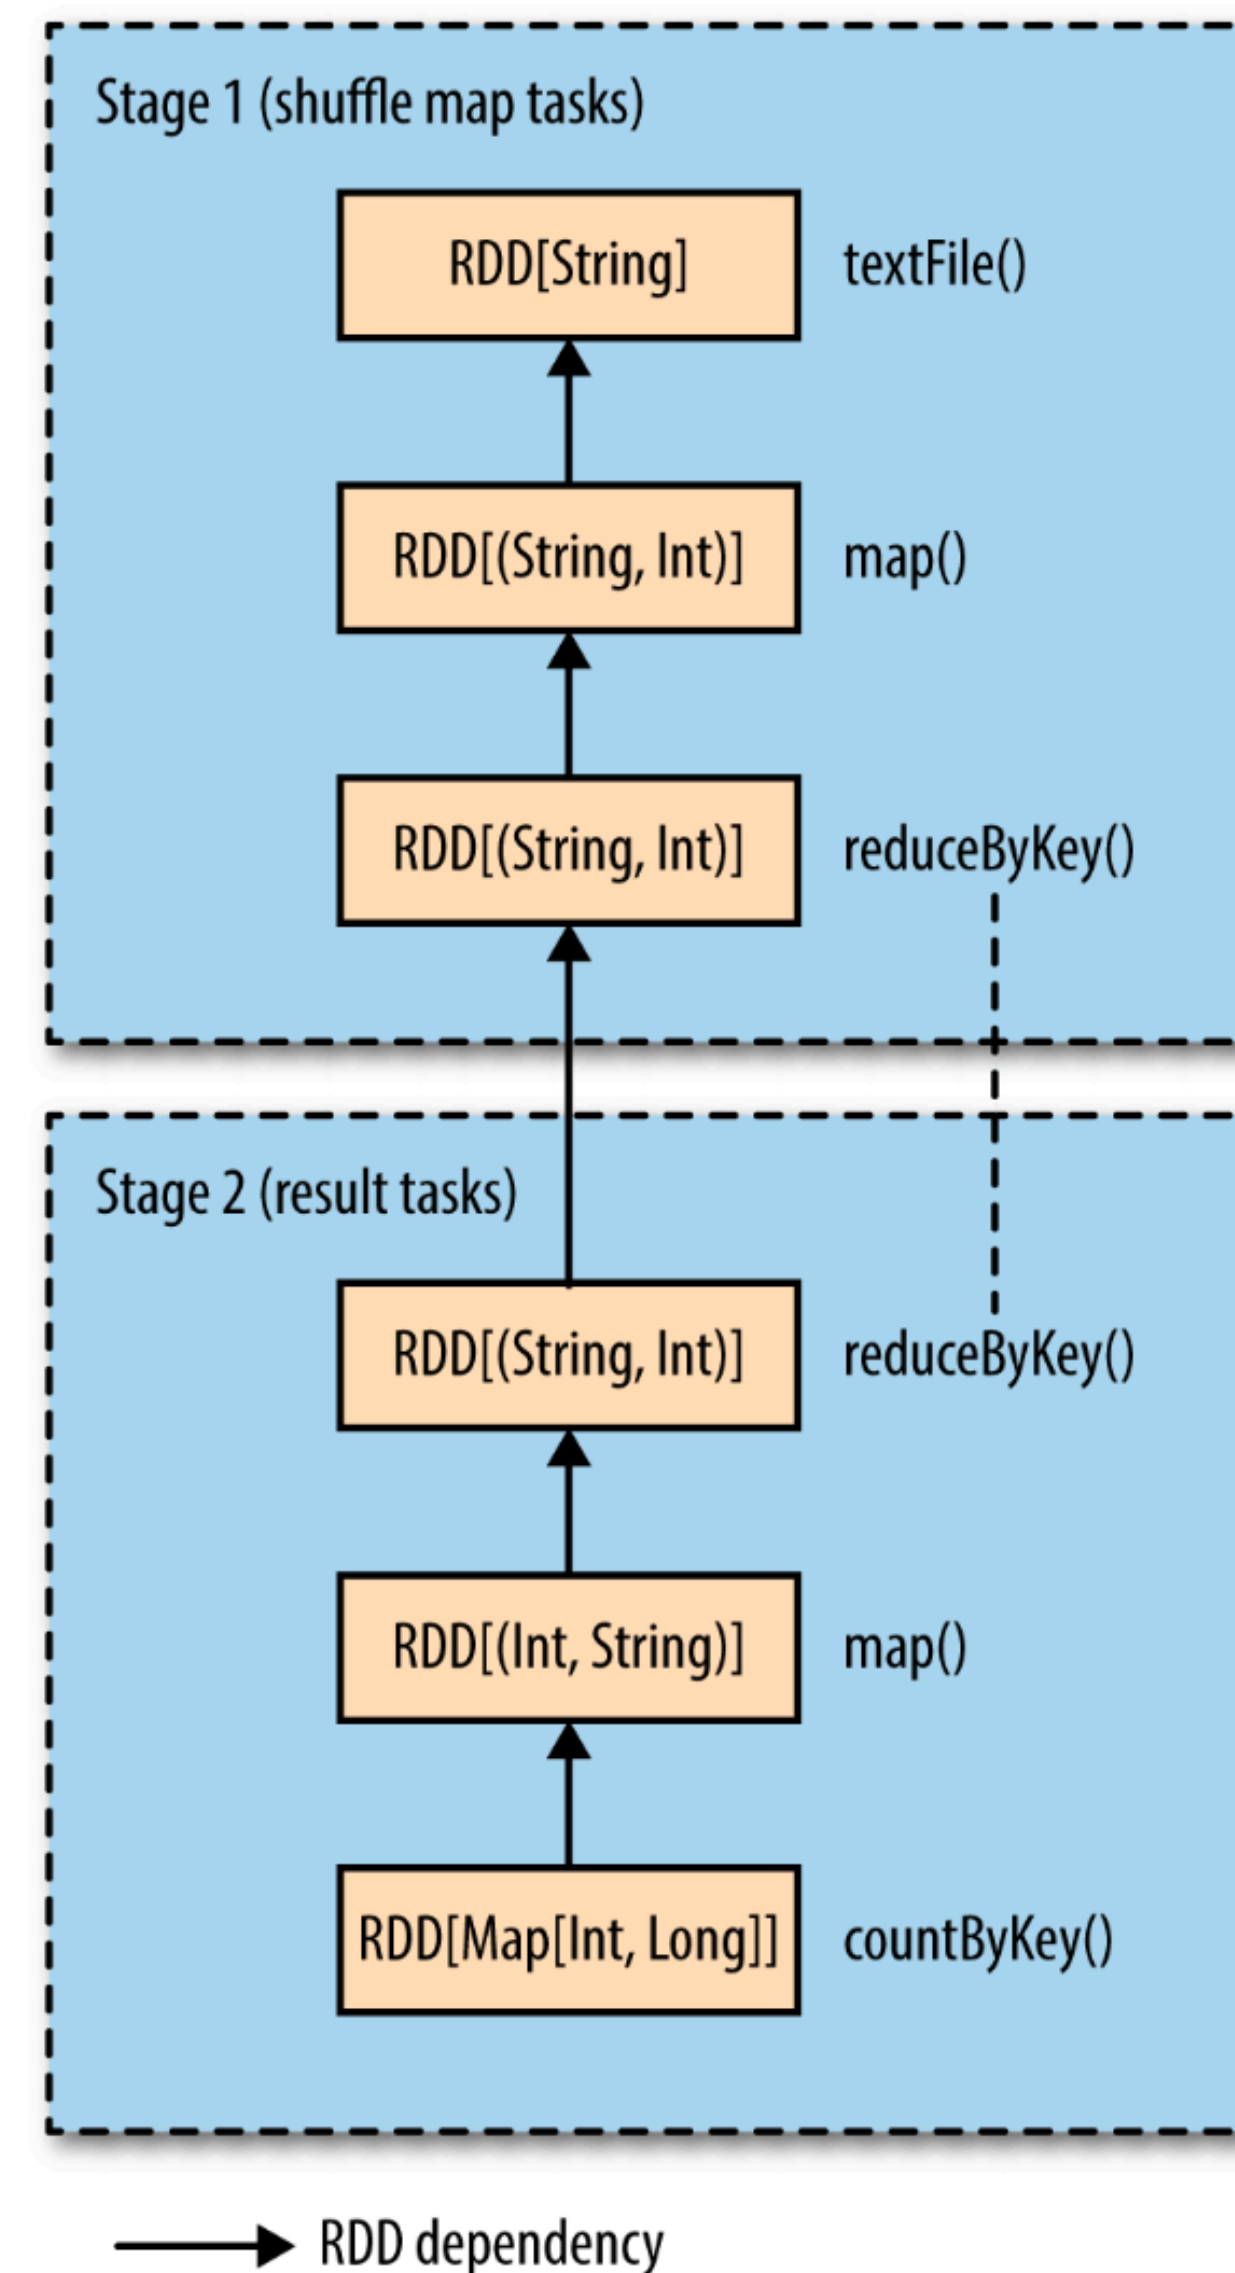 Stage 1 (shuffle map tasks)
RDD[String] textFile()
RDD[(String, Int)] map()
RDD[(String, Int)] reduceByKey()
Stage 2 (result tasks)
RDD[(String, Int)] reduceByKey()
RDD[(Int, String)] map()
RDD[Map[Int, Long]] countByKey()
RDD dependency